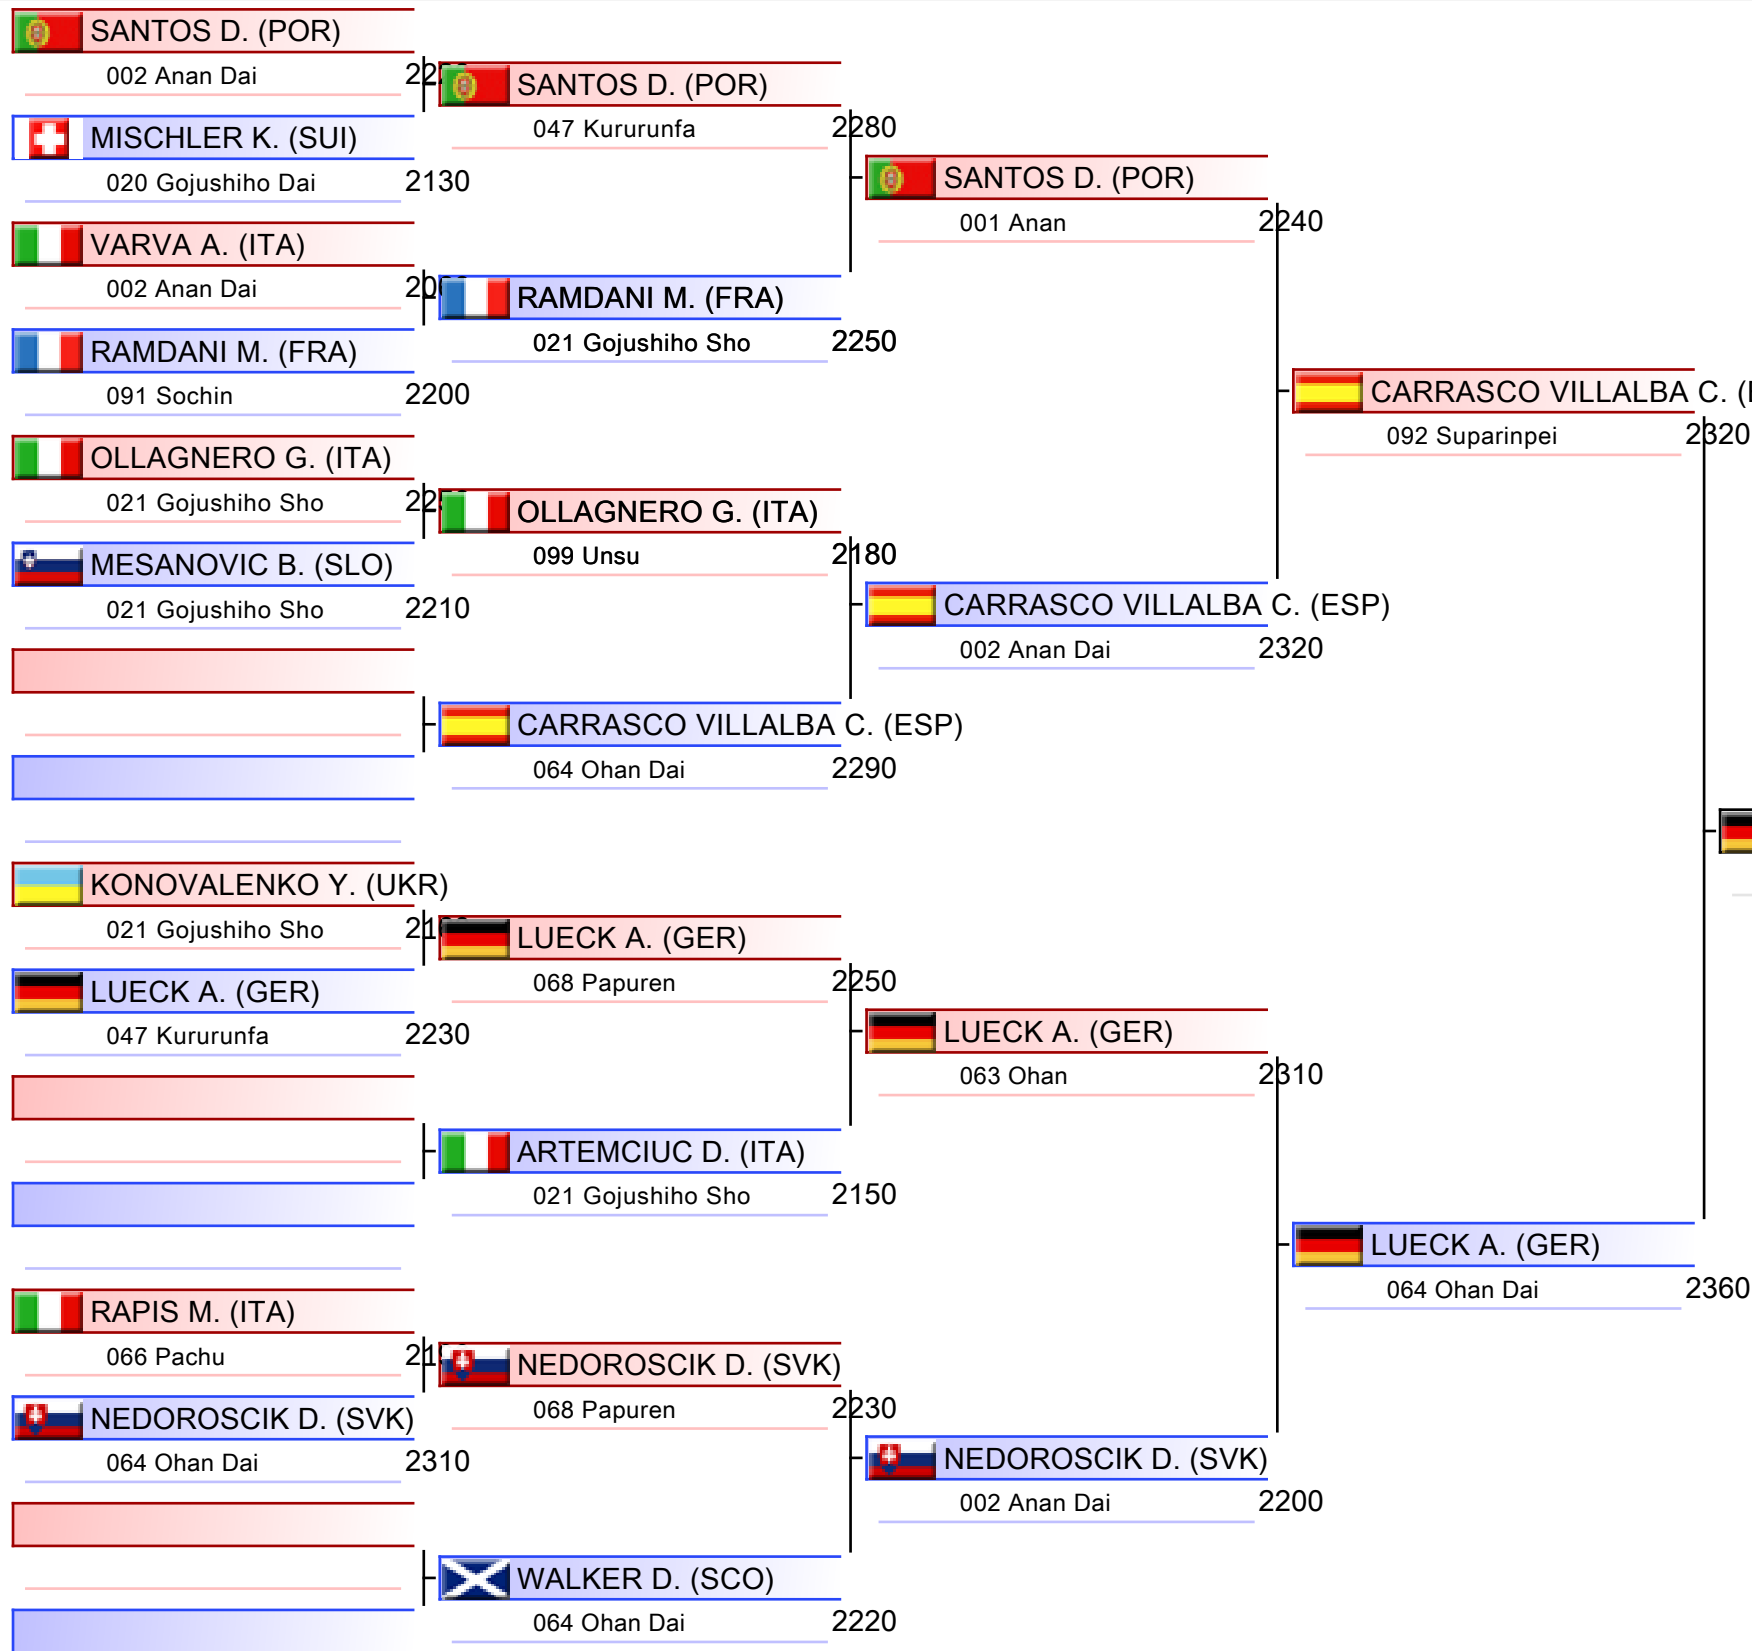 SANTOS D. (POR)
002 Anan Dai
MISCHLER K. (SUI)
020 Gojushiho Dai 2130
VARVA A. (ITA)
002 Anan Dai
RAMDANI M. (FRA)
091 Sochin 2200
OLLAGNERO G. (ITA)
021 Gojushiho Sho
MESANOVIC B. (SLO)
021 Gojushiho Sho 2210
KONOVALENKO Y. (UKR)
021 Gojushiho Sho
LUECK A. (GER)
047 Kururunfa 2230
RAPIS M. (ITA)
066 Pachu
NEDOROSCIK D. (SVK)
064 Ohan Dai 2310
SANTOS D. (POR)
047 Kururunfa 2280
RAMDANI M. (FRA)
021 Gojushiho Sho 2250
OLLAGNERO G. (ITA)
099 Unsu 2180
CARRASCO VILLALBA C. (ESP)
064 Ohan Dai 2290
LUECK A. (GER)
068 Papuren 2250
ARTEMCIUC D. (ITA)
021 Gojushiho Sho 2150
NEDOROSCIK D. (SVK)
068 Papuren 2230
WALKER D. (SCO)
064 Ohan Dai 2220
SANTOS D. (POR)
001 Anan 2240
CARRASCO VILLALBA C. (ESP)
002 Anan Dai 2320
LUECK A. (GER)
063 Ohan 2310
NEDOROSCIK D. (SVK)
002 Anan Dai 2200
CARRASCO VILLALBA C.
092 Suparinpei 2320
LUECK A. (GER)
064 Ohan Dai 2360